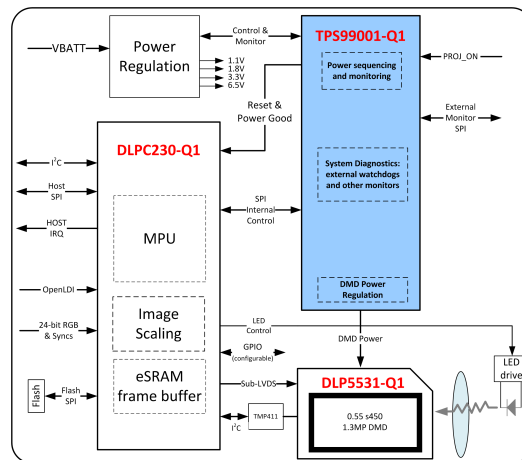 VBATT
Power
Regulation
Control &
Monitor
1.1V
1.8V
3.3V
6.5V
TPS99001-Q1
Power sequencing
and monitoring
PROJ_ON
External
Monitor
SPI
Reset &
Power Good
System Diagnostics:
external watchdogs
and other monitors
DMD Power
Regulation
DLPC230-Q1
I²C
Host
SPI
HOST
IRQ
OpenLDI
24-bit RGB
& Syncs
Flash
Flash
SPI
MPU
Image
Scaling
eSRAM
frame buffer
SPI
Internal
Control
LED
Control
GPIO
(configurable)
Sub-LVDS
I²C
TMP411
DMD Power
DLP5531-Q1
0.55 s450
1.3MP DMD
LED
drive